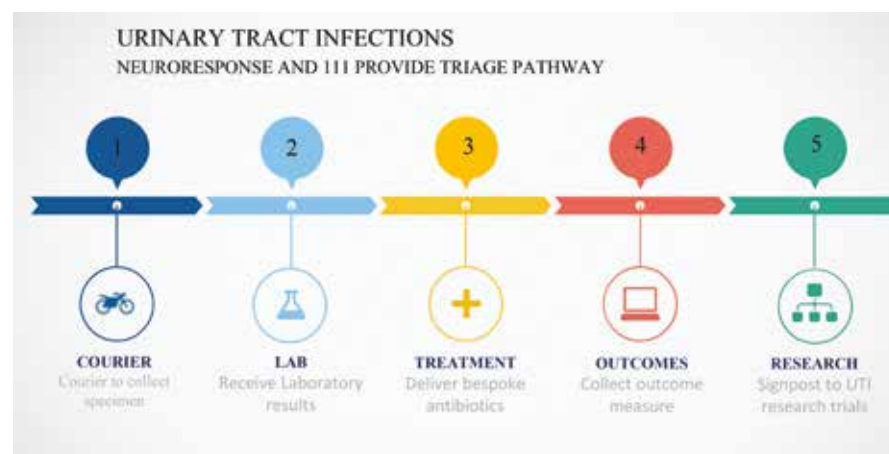 URINARY TRACT INFECTIONS
NEURORESPONSE AND 111 PROVIDE TRIAGE PATHWAY
1
2
3
4
5
COURIER
Courier to collect
specimen
LAB
Receive Laboratory
results
TREATMENT
Deliver bespoke
antibiotics
OUTCOMES
Collect outcome
measure
RESEARCH
Signpost to UTI
research trials